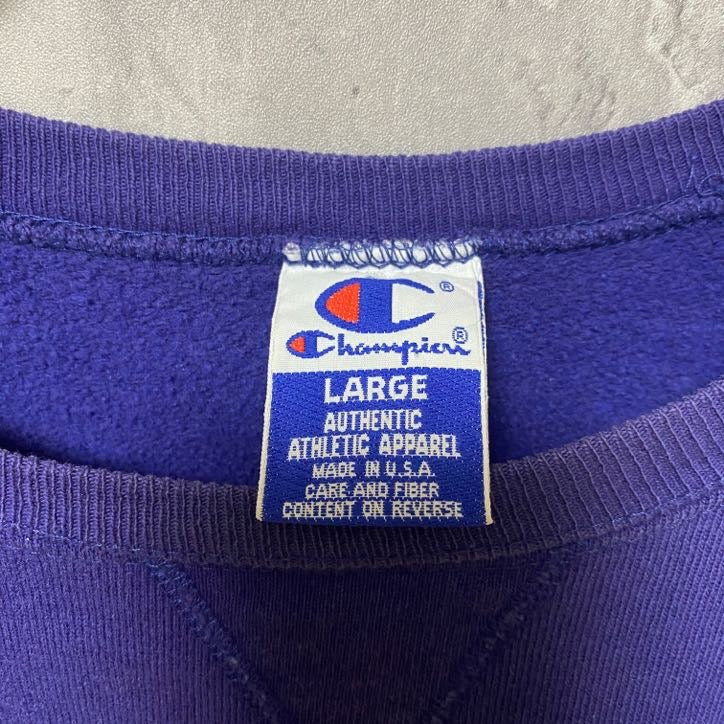 ®
Champion®
LARGE
AUTHENTIC
ATHLETIC APPAREL
MADE IN U.S.A.
CARE AND FIBER
CONTENT ON REVERSE